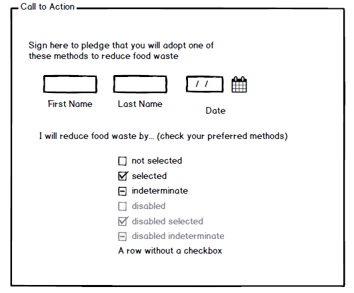 Call to Action
Sign here to pledge that you will adopt one of
these methods to reduce food waste
/ /
First Name
Last Name
Date
I will reduce food waste by... (check your preferred methods)
not selected
selected
indeterminate
disabled
disabled selected
disabled indeterminate
A row without a checkbox